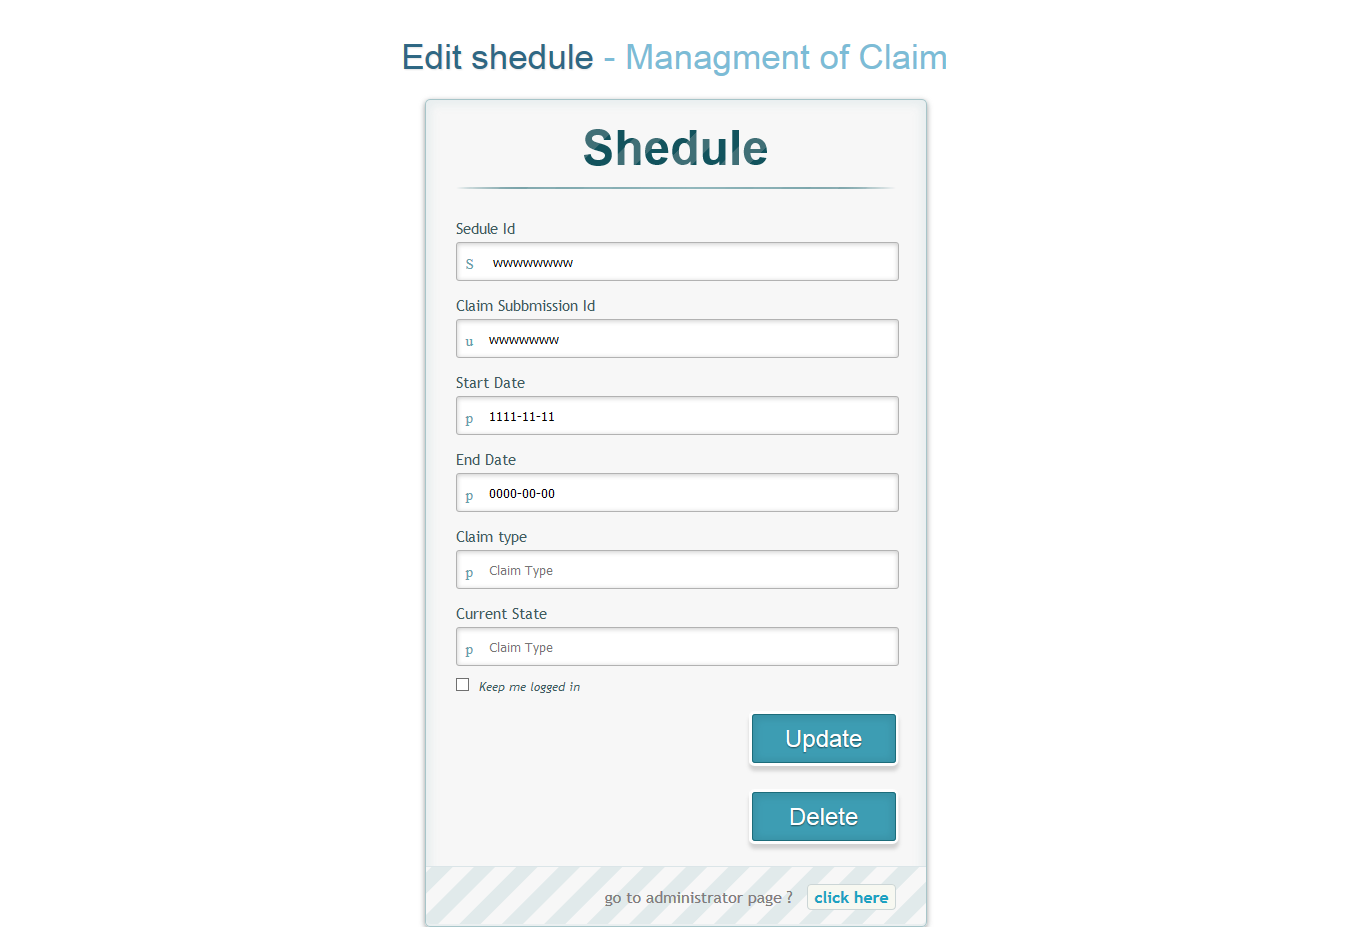 Edit shedule - Managment of Claim
Shedule
Sedule Id
S wwwwwwww
Claim Subbmission Id
u wwwwwww
Start Date
p 1111-11-11
End Date
p 0000-00-00
Claim type
p Claim Type
Current State
p Claim Type
Keep me logged in
Update
Delete
go to administrator page ? click here